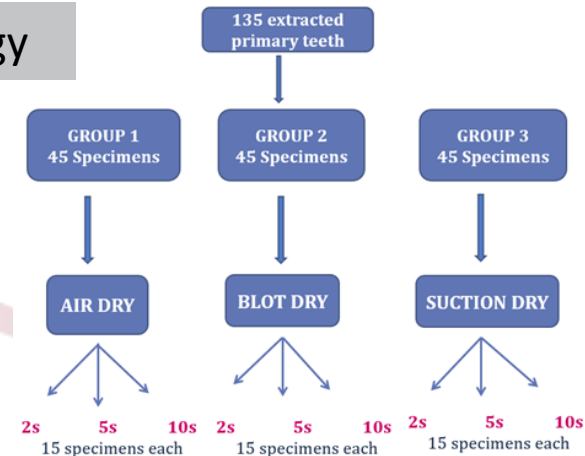 gy
135 extracted
primary teeth
GROUP 1
45 Specimens
GROUP 2
45 Specimens
GROUP 3
45 Specimens
AIR DRY
BLOT DRY
SUCTION DRY
2s 5s 10s
15 specimens each
2s 5s 10s
15 specimens each
2s 5s 10s
15 specimens each